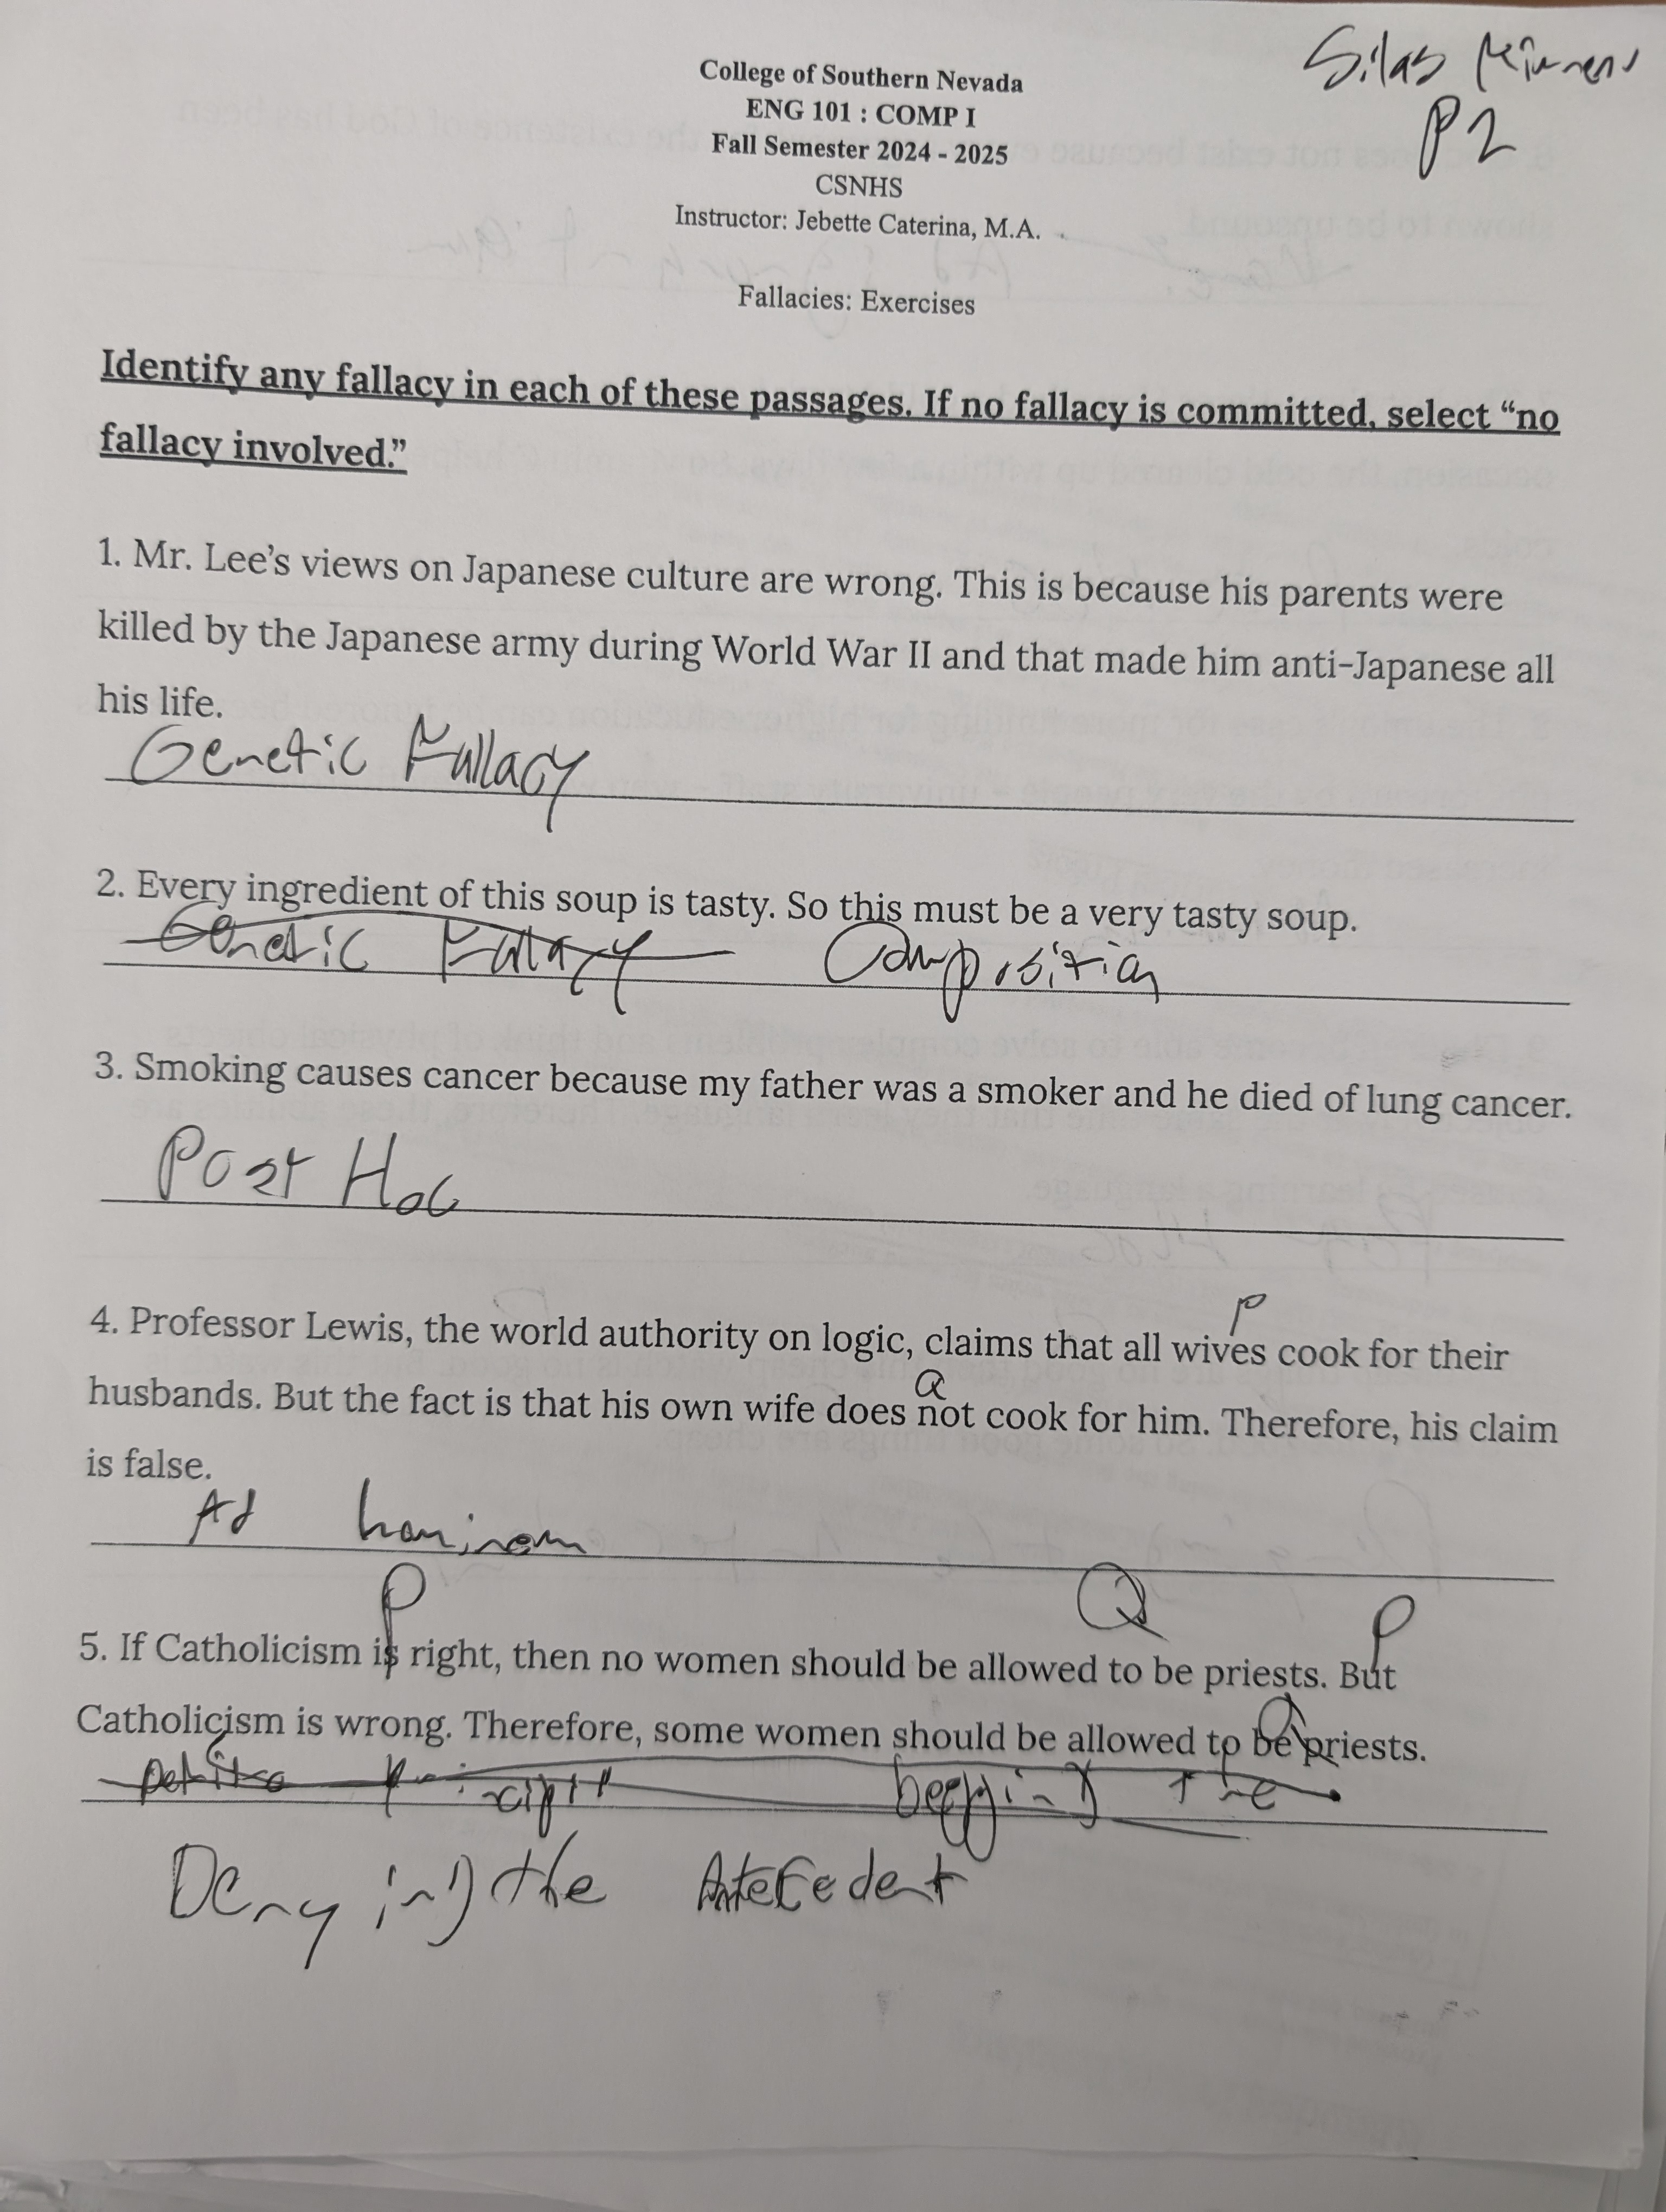 Silas
P2
College of Southern Nevada
ENG 101 : COMP I
Fall Semester 2024 - 2025
CSNHS
Instructor: Jebette Caterina, M.A.
Fallacies: Exercises
Identify any fallacy in each of these passages. If no fallacy is committed, select “no
fallacy involved.”
1. Mr. Lee’s views on Japanese culture are wrong. This is because his parents were
killed by the Japanese army during World War II and that made him anti-Japanese all
his life.
Genetic Fallacy
2. Every ingredient of this soup is tasty. So this must be a very tasty soup.
Genetic Fallacy Composition
3. Smoking causes cancer because my father was a smoker and he died of lung cancer.
Post Hoc
P
4. Professor Lewis, the world authority on logic, claims that all wives cook for their
Q
husbands. But the fact is that his own wife does not cook for him. Therefore, his claim
is false.
Ad hominem
P Q P
5. If Catholicism is right, then no women should be allowed to be priests. But
Q
Catholicism is wrong. Therefore, some women should be allowed to be priests.
begging the
Denying the Antecedent